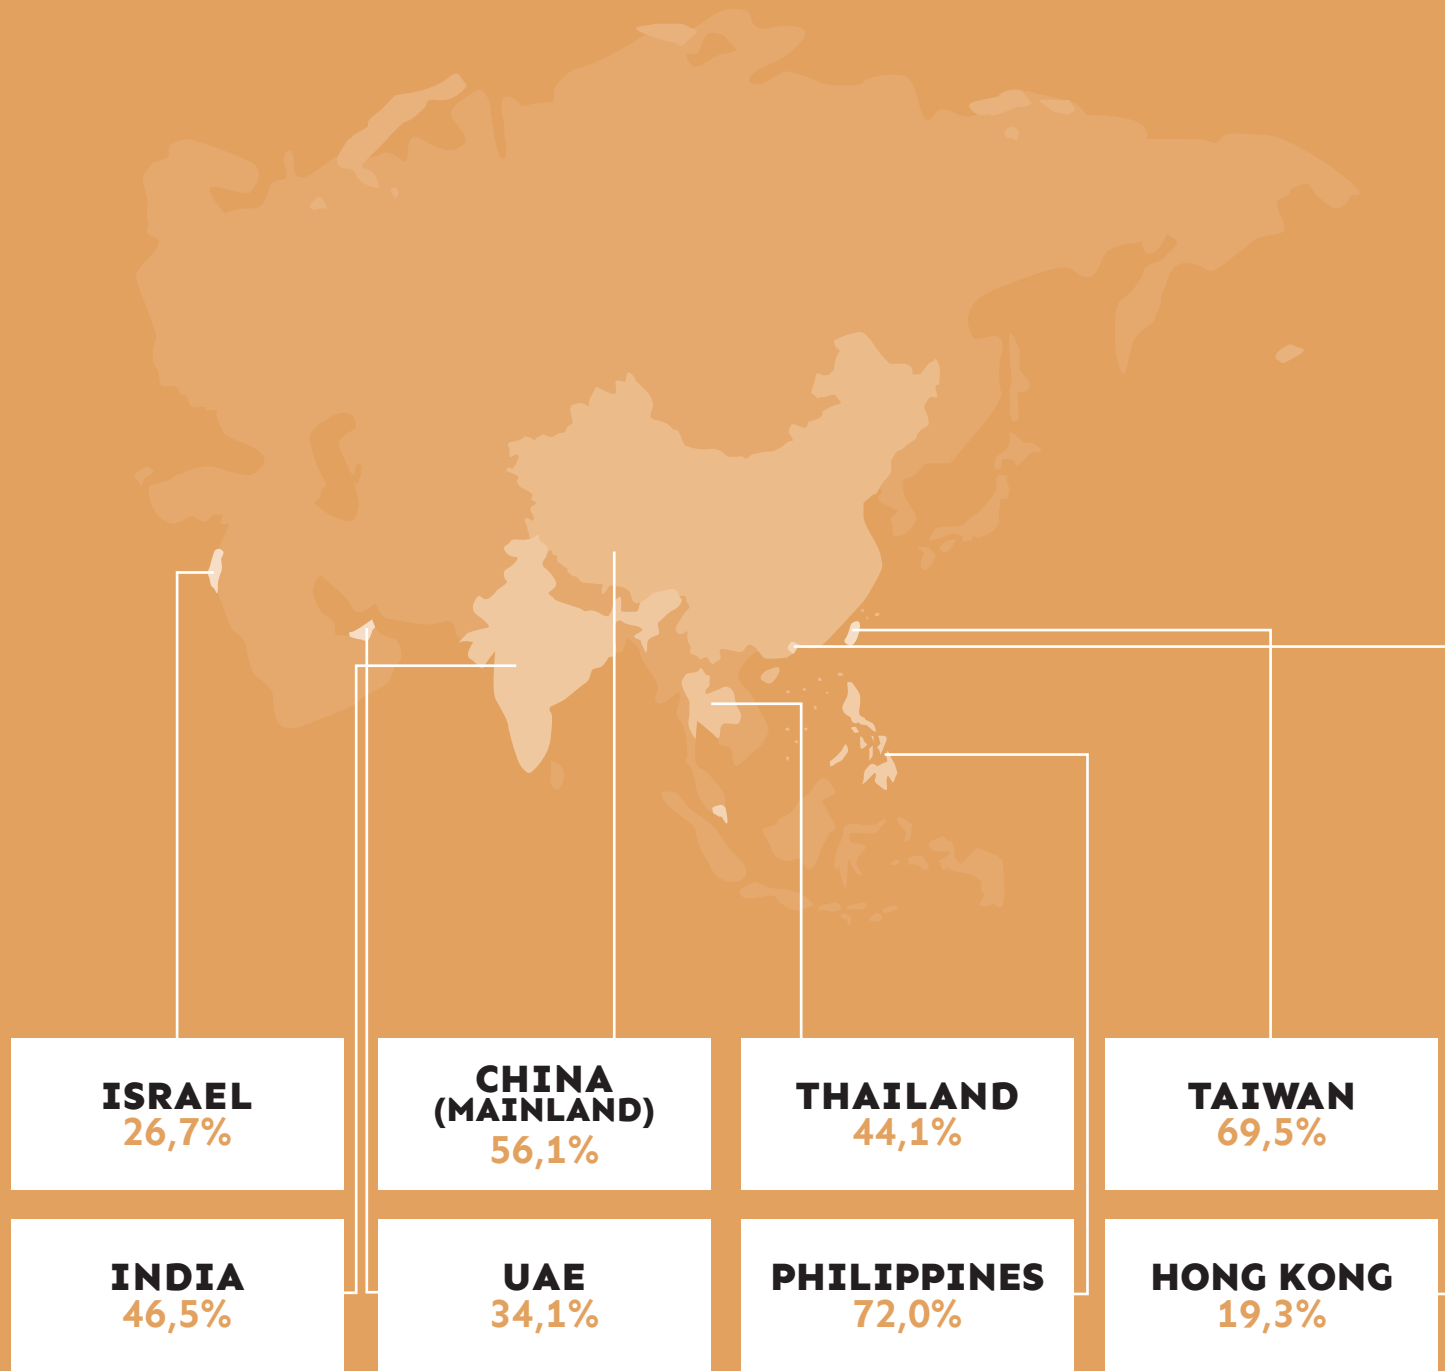 ISRAEL
26,7%
CHINA
(MAINLAND)
56,1%
THAILAND
44,1%
TAIWAN
69,5%
INDIA
46,5%
UAE
34,1%
PHILIPPINES
72,0%
HONG KONG
19,3%